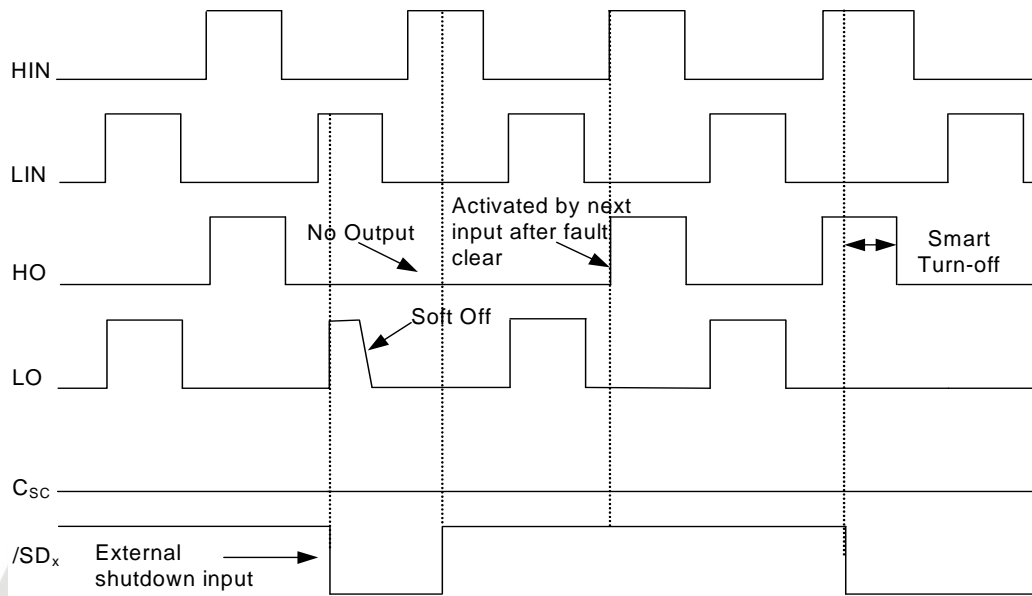 HIN
LIN
No Output
Activated by next
input after fault
clear
HO
Smart
Turn-off
Soft Off
LO
CSC
/SDx
External
shutdown input